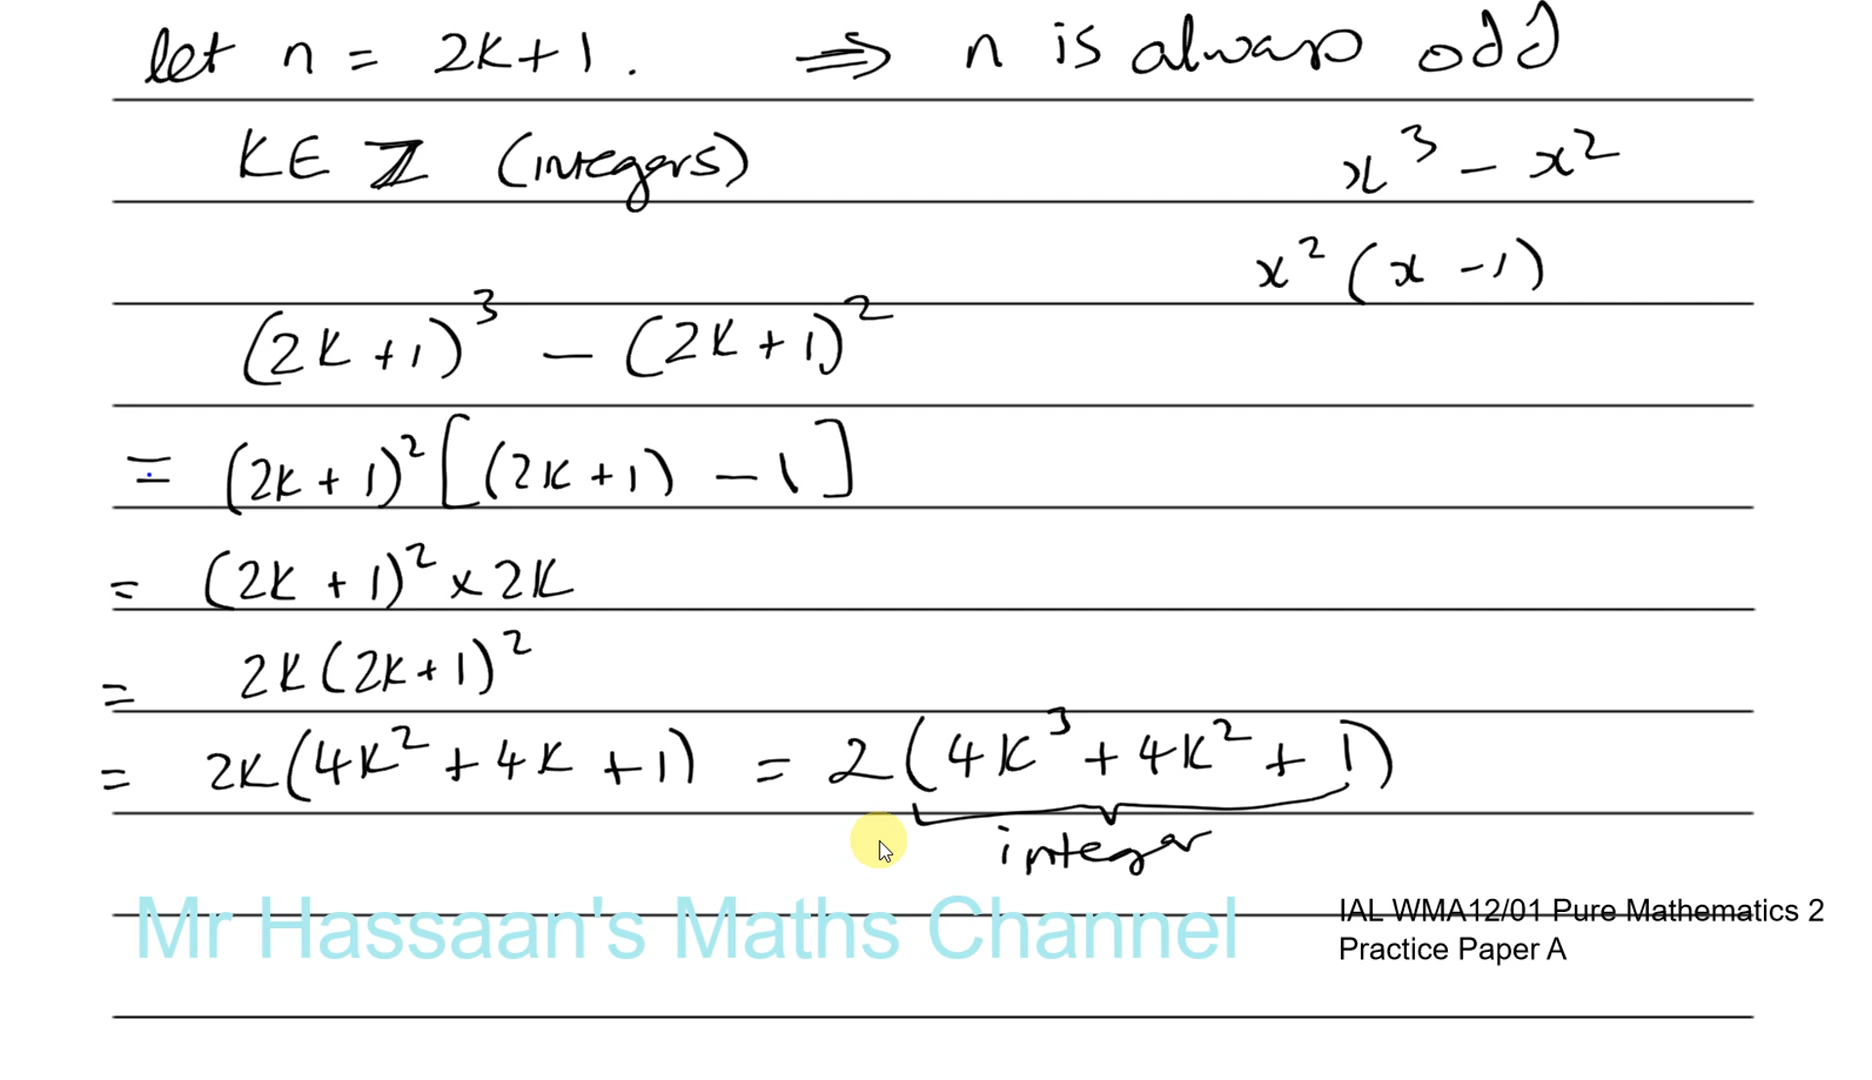 let n = 2k+1. ⇒ n is always odd
K ∈ ℤ (integers)
x³ - x²
x²(x - 1)
(2k+1)³ - (2k+1)²
= (2k+1)²[(2k+1) - 1]
= (2k+1)² × 2k
= 2k(2k+1)²
= 2k(4k² + 4k + 1) = 2(4k³ + 4k² + 1)
integer
Mr Hassaan's Maths Channel
IAL WMA12/01 Pure Mathematics 2
Practice Paper A